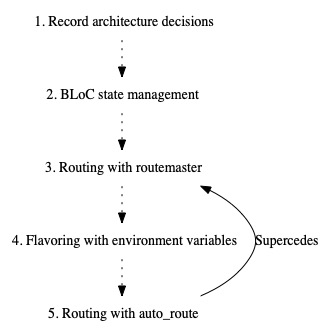 1. Record architecture decisions
2. BLoC state management
3. Routing with routemaster
4. Flavoring with environment variables
Supercedes
5. Routing with auto_route